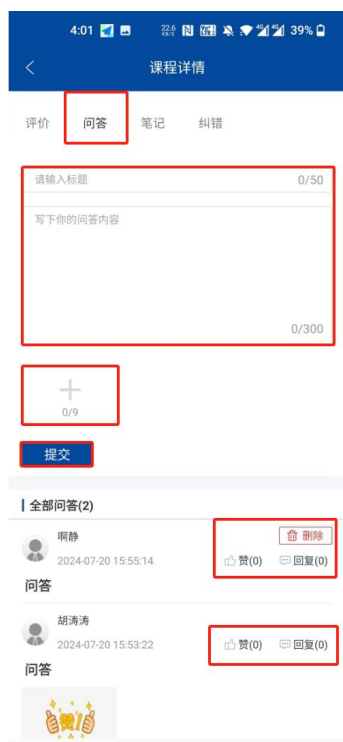 4:01 22.6 KB/S 4G 4G 39%
课程详情
评价 问答 笔记 纠错
请输入标题 0/50
写下你的问答内容
0/300
0/9
提交
全部问答(2)
啊静 删除
2024-07-20 15:55:14 赞(0) 回复(0)
问答
胡涛涛
2024-07-20 15:53:22 赞(0) 回复(0)
问答
赞!